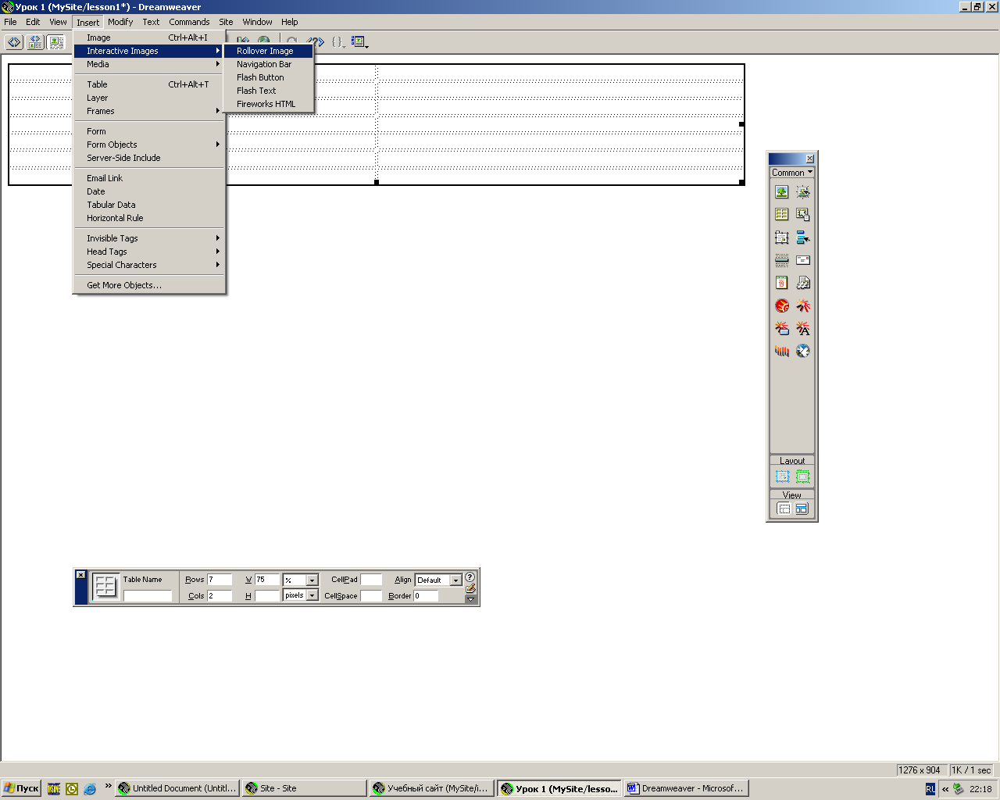 Урок 1 (MySite/lesson1*) - Dreamweaver
File Edit View Insert Modify Text Commands Site Window Help
Image Ctrl+Alt+I
Interactive Images
Media
Table Ctrl+Alt+T
Layer
Frames
Form
Form Objects
Server-Side Include
Email Link
Date
Tabular Data
Horizontal Rule
Invisible Tags
Head Tags
Special Characters
Get More Objects...
Rollover Image
Navigation Bar
Flash Button
Flash Text
Fireworks HTML
Common
19
Layout
View
Table Name Rows 7 W 75 % CellPad Align Default
Cols 2 H pixels CellSpace Border 0
1276 x 904 1K / 1 sec
Пуск Untitled Document (Untitl... Site - Site Учебный сайт (MySite/i... Урок 1 (MySite/lesso... Dreamweaver - Microsof... RU 22:18